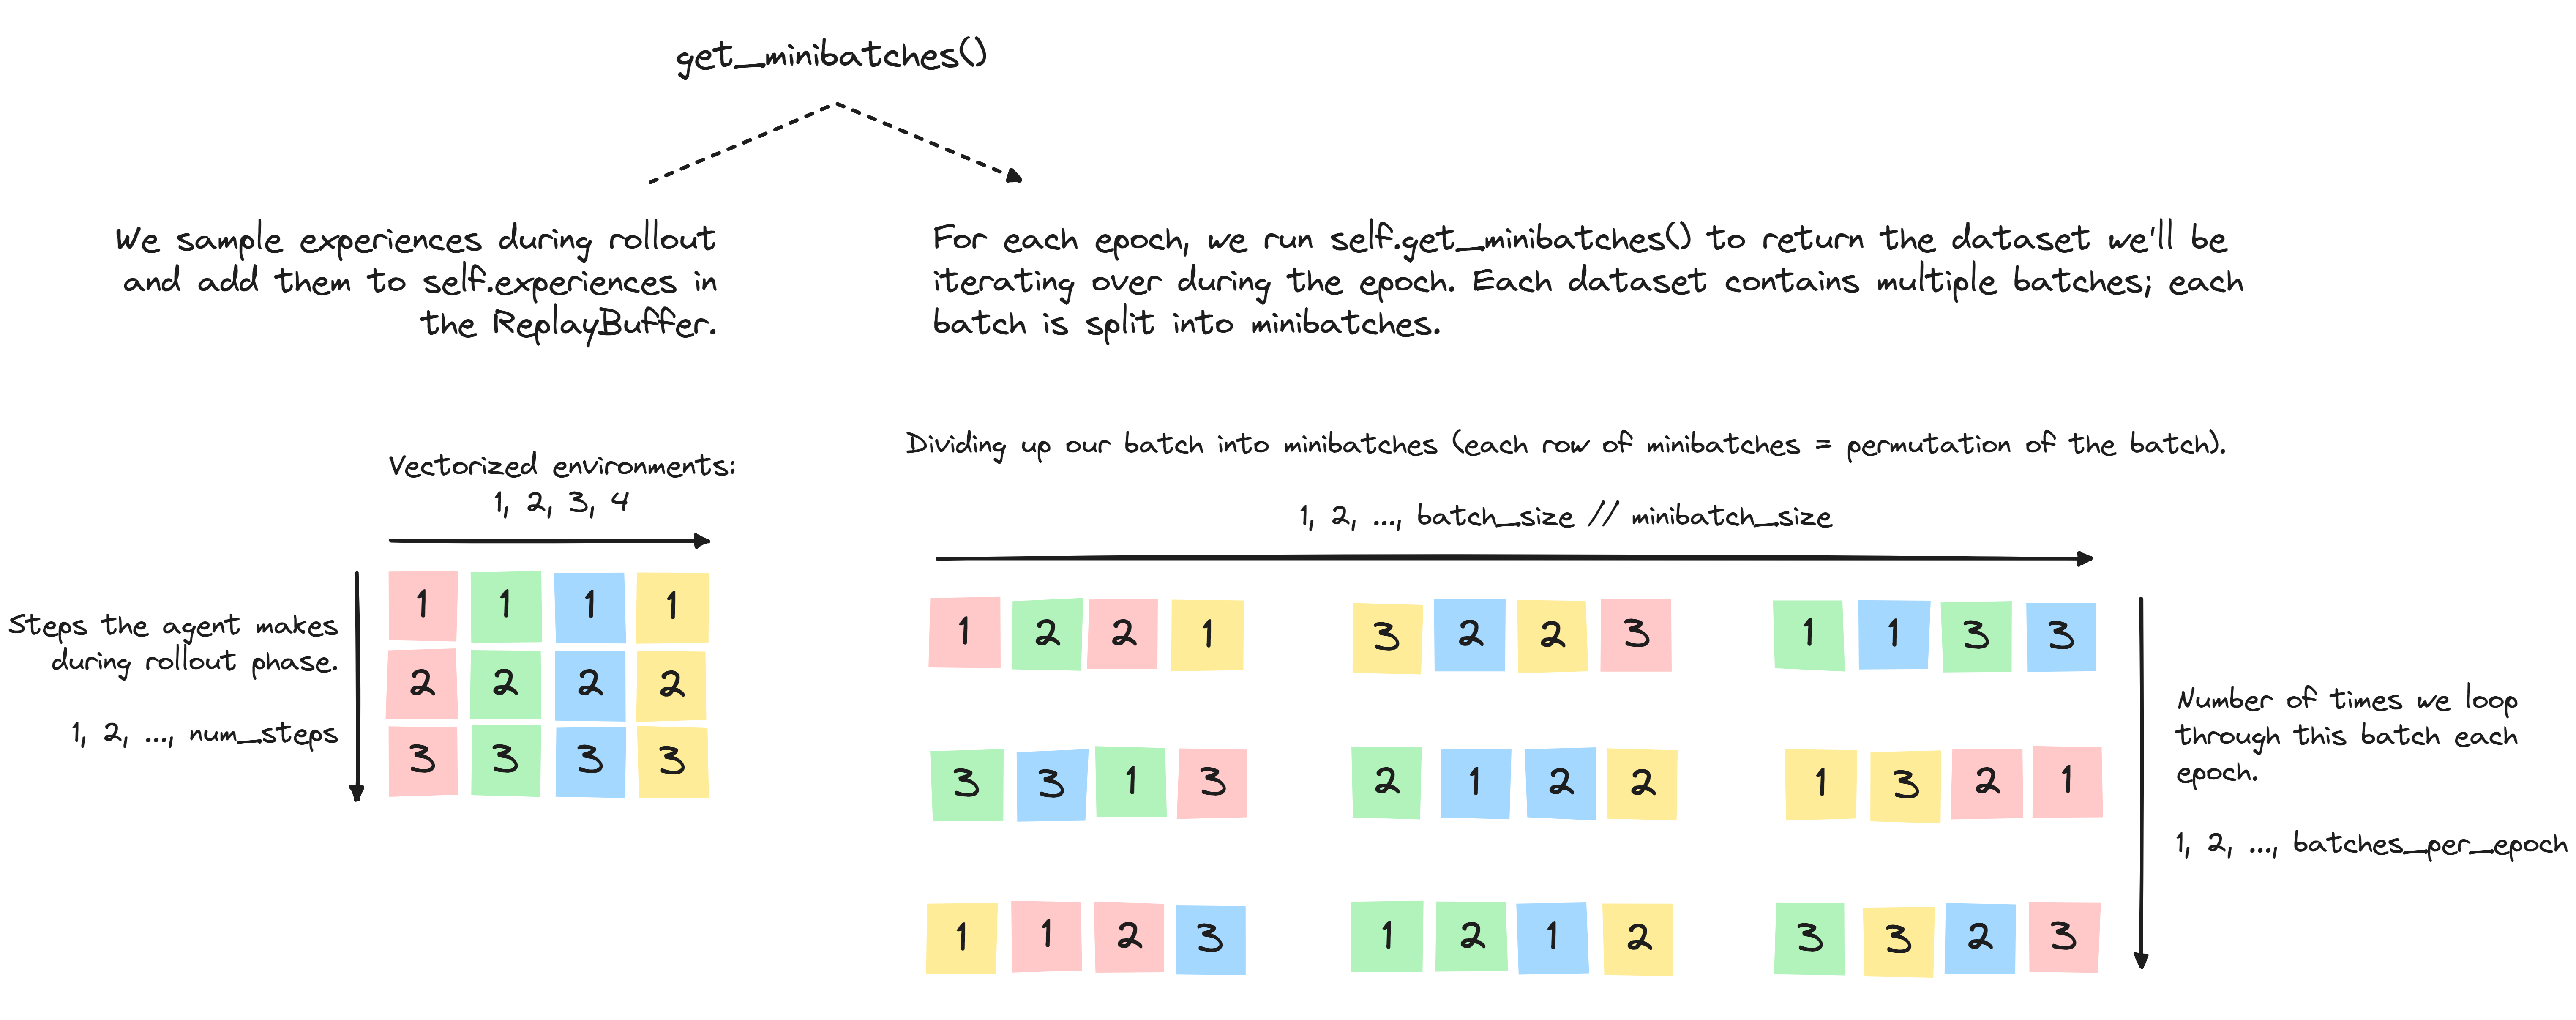 get_minibatches()
We sample experiences during rollout
and add them to self.experiences in
the ReplayBuffer.
For each epoch, we run self.get_minibatches() to return the dataset we'll be
iterating over during the epoch. Each dataset contains multiple batches; each
batch is split into minibatches.
Vectorized environments:
1, 2, 3, 4
Steps the agent makes
during rollout phase.
1, 2, ..., num_steps
1 1 1 1
2 2 2 2
3 3 3 3
Dividing up our batch into minibatches (each row of minibatches = permutation of the batch).
1, 2, ..., batch_size // minibatch_size
1 2 2 1 3 2 2 3 1 1 3 3
3 3 1 3 2 1 2 2 1 3 2 1
1 1 2 3 1 2 1 2 3 3 2 3
Number of times we loop
through this batch each
epoch.
1, 2, ..., batches_per_epoch